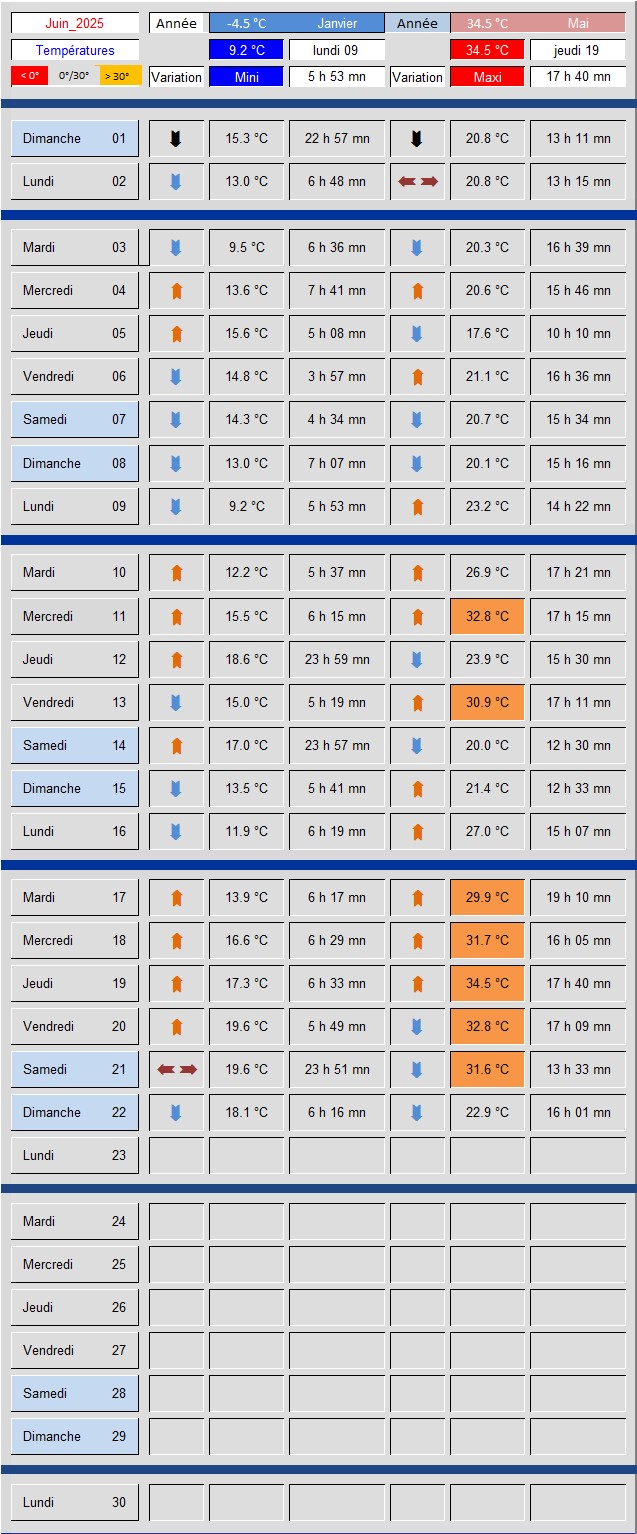 Juin_2025 Année -4.5 °C Janvier Année 34.5 °C Mai
Températures 9.2 °C lundi 09 34.5 °C jeudi 19
< 0° 0°/30° > 30° Variation Mini 5 h 53 mn Variation Maxi 17 h 40 mn
Dimanche 01 15.3 °C 22 h 57 mn 20.8 °C 13 h 11 mn
Lundi 02 13.0 °C 6 h 48 mn 20.8 °C 13 h 15 mn
Mardi 03 9.5 °C 6 h 36 mn 20.3 °C 16 h 39 mn
Mercredi 04 13.6 °C 7 h 41 mn 20.6 °C 15 h 46 mn
Jeudi 05 15.6 °C 5 h 08 mn 17.6 °C 10 h 10 mn
Vendredi 06 14.8 °C 3 h 57 mn 21.1 °C 16 h 36 mn
Samedi 07 14.3 °C 4 h 34 mn 20.7 °C 15 h 34 mn
Dimanche 08 13.0 °C 7 h 07 mn 20.1 °C 15 h 16 mn
Lundi 09 9.2 °C 5 h 53 mn 23.2 °C 14 h 22 mn
Mardi 10 12.2 °C 5 h 37 mn 26.9 °C 17 h 21 mn
Mercredi 11 15.5 °C 6 h 15 mn 32.8 °C 17 h 15 mn
Jeudi 12 18.6 °C 23 h 59 mn 23.9 °C 15 h 30 mn
Vendredi 13 15.0 °C 5 h 19 mn 30.9 °C 17 h 11 mn
Samedi 14 17.0 °C 23 h 57 mn 20.0 °C 12 h 30 mn
Dimanche 15 13.5 °C 5 h 41 mn 21.4 °C 12 h 33 mn
Lundi 16 11.9 °C 6 h 19 mn 27.0 °C 15 h 07 mn
Mardi 17 13.9 °C 6 h 17 mn 29.9 °C 19 h 10 mn
Mercredi 18 16.6 °C 6 h 29 mn 31.7 °C 16 h 05 mn
Jeudi 19 17.3 °C 6 h 33 mn 34.5 °C 17 h 40 mn
Vendredi 20 19.6 °C 5 h 49 mn 32.8 °C 17 h 09 mn
Samedi 21 19.6 °C 23 h 51 mn 31.6 °C 13 h 33 mn
Dimanche 22 18.1 °C 6 h 16 mn 22.9 °C 16 h 01 mn
Lundi 23
Mardi 24
Mercredi 25
Jeudi 26
Vendredi 27
Samedi 28
Dimanche 29
Lundi 30